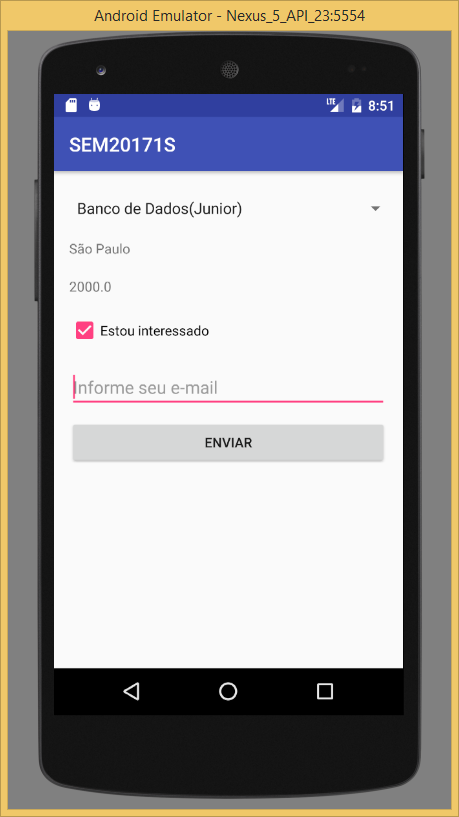 Android Emulator - Nexus_5_API_23:5554
LTE 8:51
SEM20171S
Banco de Dados(Junior)
São Paulo
2000.0
Estou interessado
Informe seu e-mail
ENVIAR